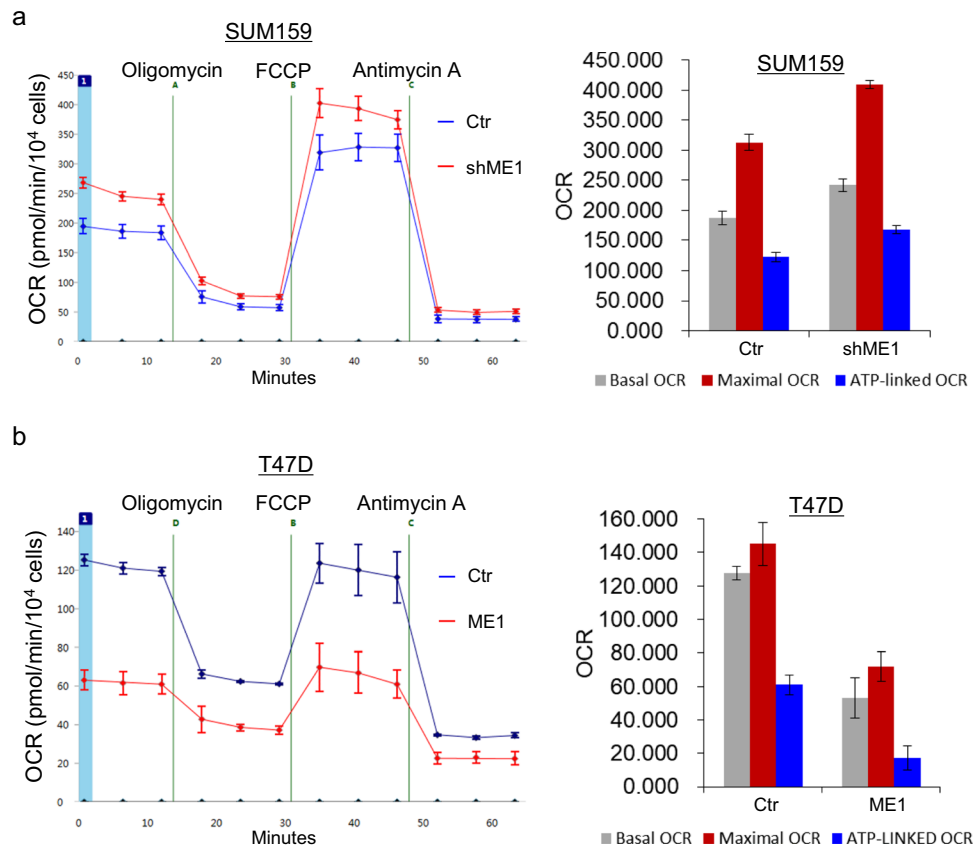 a
SUM159
Oligomycin FCCP Antimycin A
1
A B C
450
400
350
300
250
200
150
100
50
0
OCR (pmol/min/10⁴ cells)
Ctr
shME1
0 10 20 30 40 50 60
Minutes
SUM159
450.000
400.000
350.000
300.000
250.000
200.000
150.000
100.000
50.000
0.000
OCR
Ctr shME1
Basal OCR Maximal OCR ATP-linked OCR
b
T47D
Oligomycin FCCP Antimycin A
1
D B C
140
120
100
80
60
40
20
0
OCR (pmol/min/10⁴ cells)
Ctr
ME1
0 10 20 30 40 50 60
Minutes
T47D
160.000
140.000
120.000
100.000
80.000
60.000
40.000
20.000
0.000
OCR
Ctr ME1
Basal OCR Maximal OCR ATP-LINKED OCR